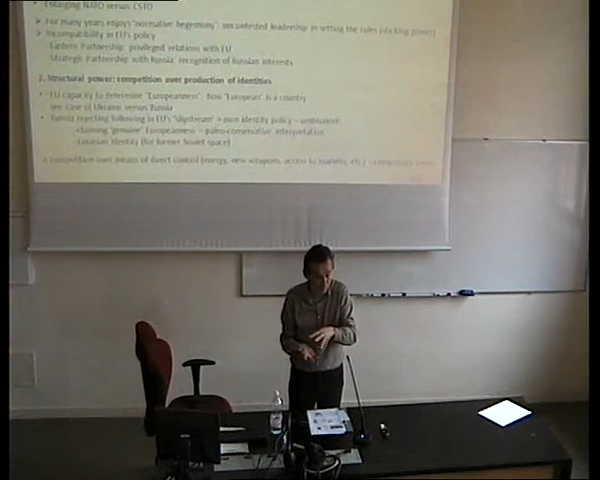 Enlarging NATO versus CSTO
For many years enjoys "normative hegemony": uncontested leadership in setting the rules (sticking power)
Incompatibility in EU's policy
Eastern Partnership: privileged relations with EU
Strategic Partnership with Russia: recognition of Russian interests
2. Structural power: competition over production of identities
EU capacity to determine "Europeanness": how "European" is a country
see case of Ukraine versus Russia
Russia rejecting following in EU's "slipstream" > own identity policy - ambivalent:
claiming "genuine" Europeanness - paleo-conservative interpretation
Eurasian identity (for former Soviet space)
competition over means of direct control (energy, new weapons, access to markets, etc.) -